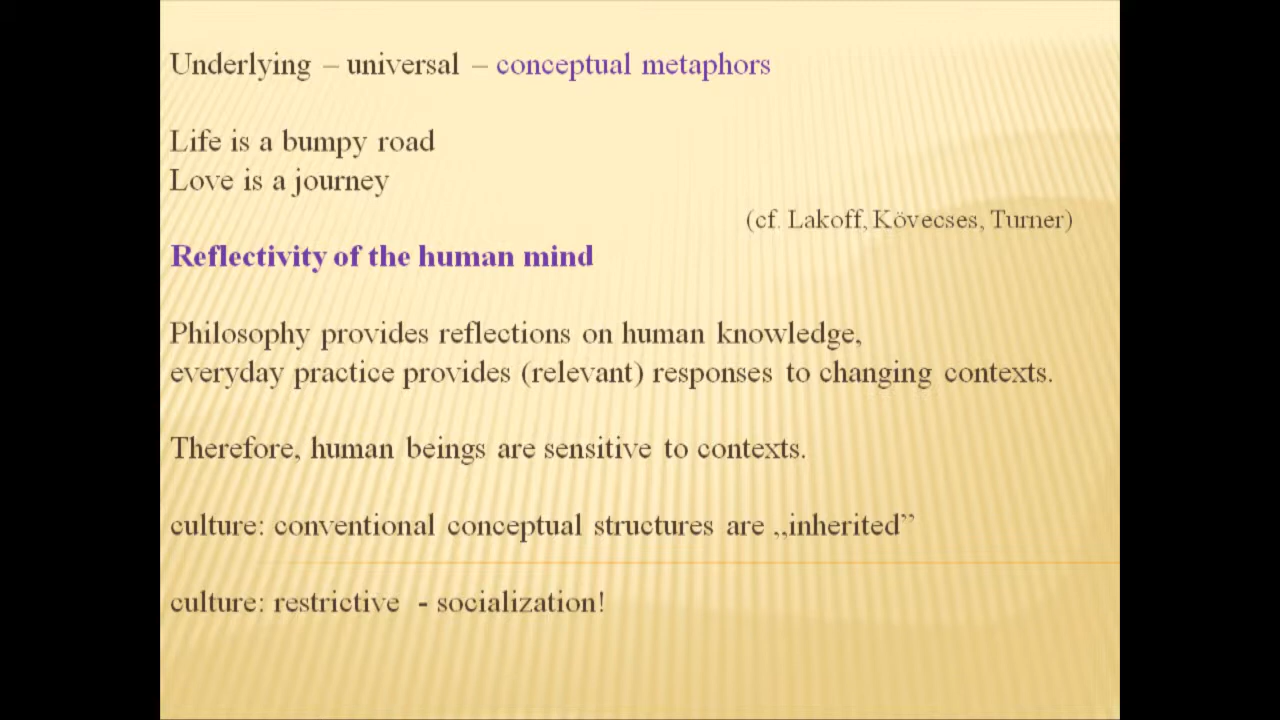 Underlying – universal – conceptual metaphors
Life is a bumpy road
Love is a journey
(cf. Lakoff, Kövecses, Turner)
Reflectivity of the human mind
Philosophy provides reflections on human knowledge,
everyday practice provides (relevant) responses to changing contexts.
Therefore, human beings are sensitive to contexts.
culture: conventional conceptual structures are „inherited”
culture: restrictive - socialization!